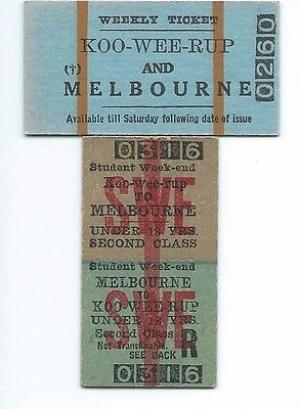 WEEKLY TICKET
KOO-WEE-RUP
(†) AND
MELBOURNE
Available till Saturday following date of issue
0260
0316
Student Week-end
Koo-wee-rup
TO
MELBOURNE
UNDER 18 YRS.
SECOND CLASS
SWE
Student Week-end
MELBOURNE
TO
KOO-WEE-RUP
UNDER 18 YRS.
Second Class
Not Transferable.
SEE BACK
R
SWE
0316